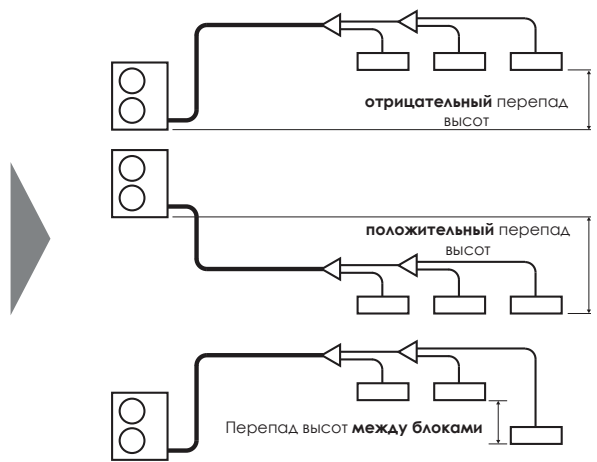 отрицательный перепад
высот
положительный перепад
высот
Перепад высот между блоками